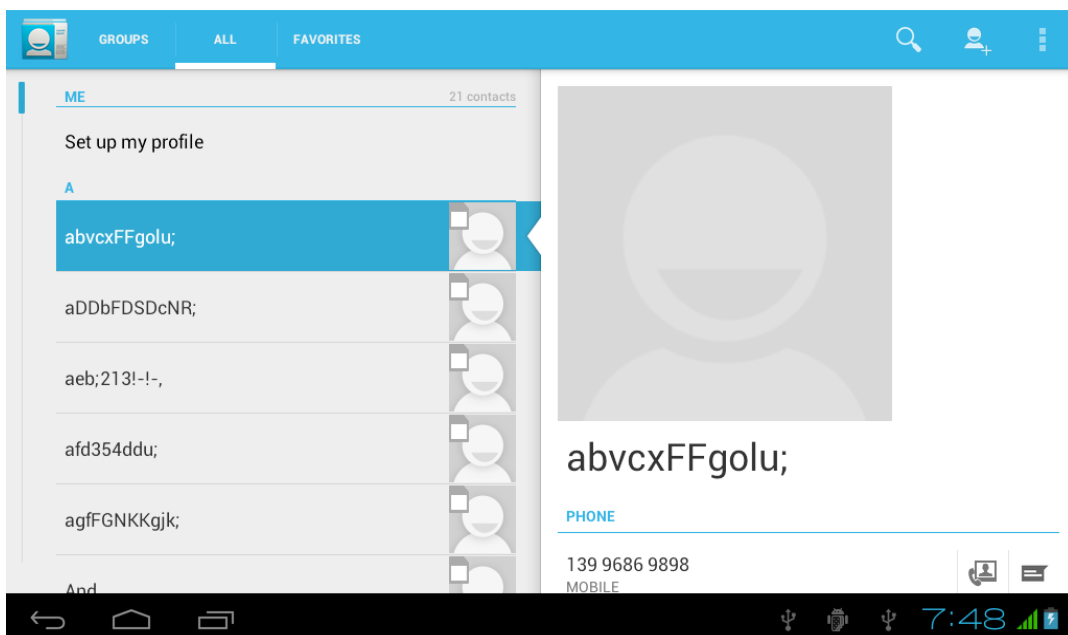 GROUPS ALL FAVORITES
ME 21 contacts
Set up my profile
A
abvcxFFgolu;
aDDbFDSDcNR;
aeb;213!-!-,
afd354ddu;
agfFGNKKgjk;
And
abvcxFFgolu;
PHONE
139 9686 9898
MOBILE
7:48